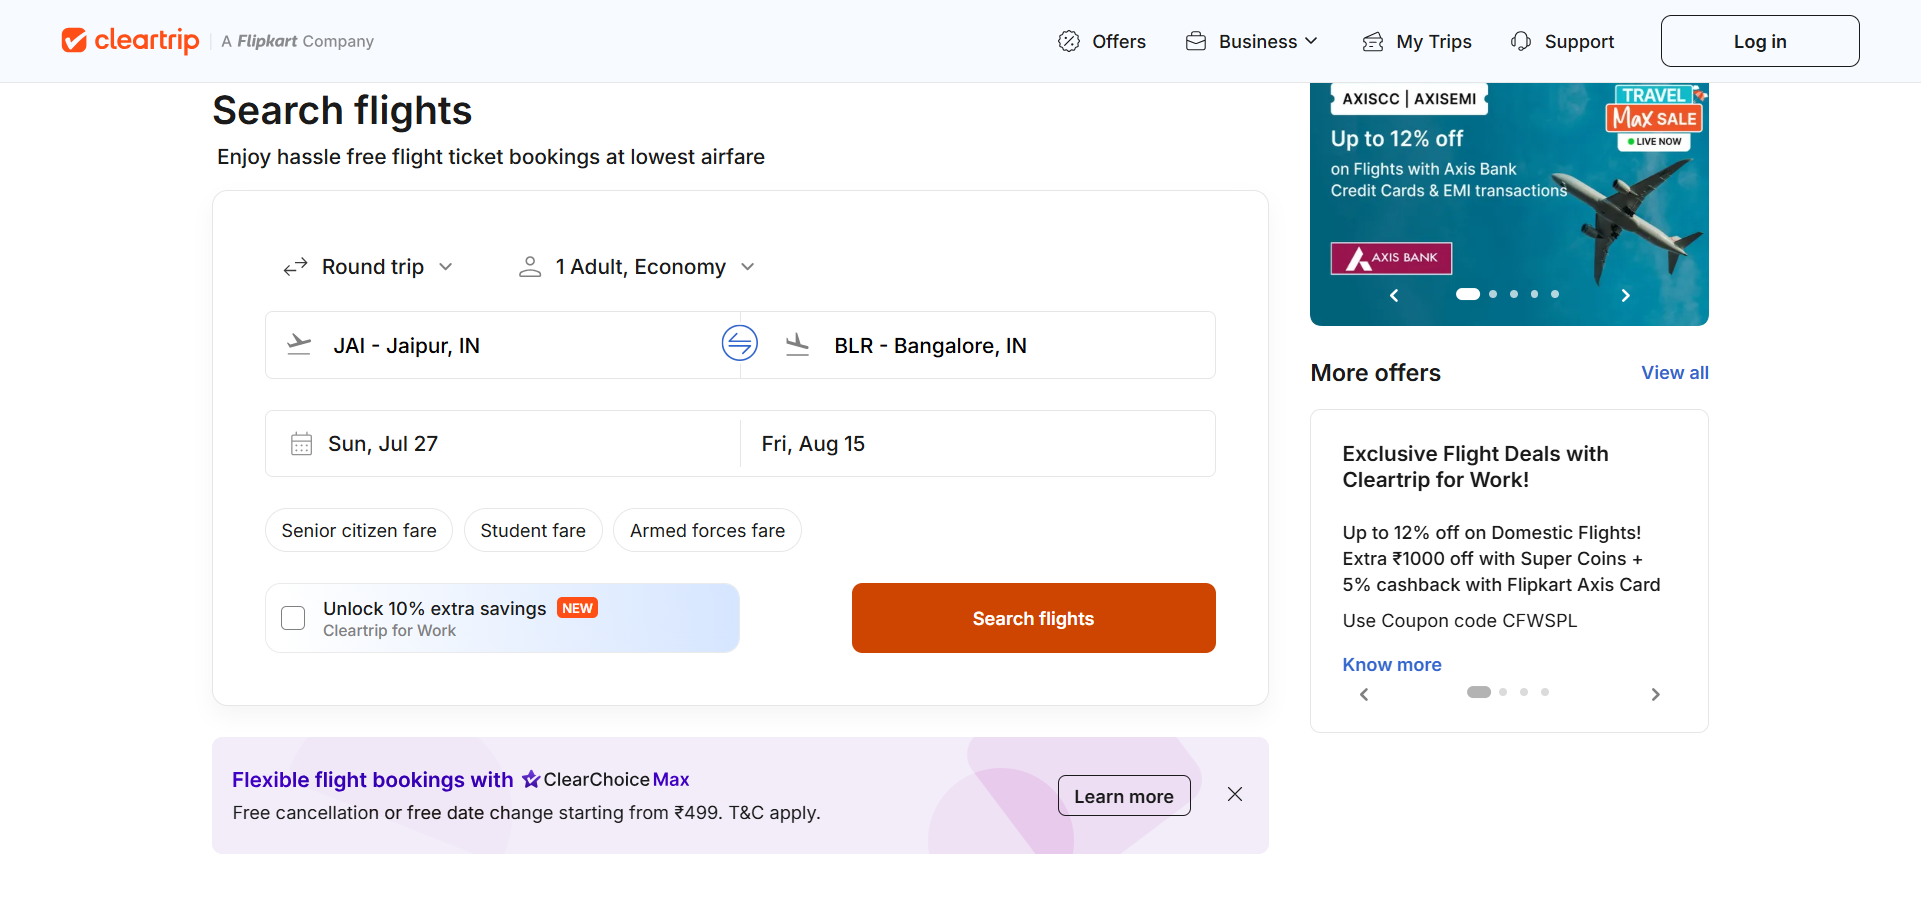 cleartrip
A Flipkart Company
Offers
Business
My Trips
Support
Log in
Search flights
Enjoy hassle free flight ticket bookings at lowest airfare
Round trip
1 Adult, Economy
JAI - Jaipur, IN
BLR - Bangalore, IN
Sun, Jul 27
Fri, Aug 15
Senior citizen fare
Student fare
Armed forces fare
Unlock 10% extra savings NEW
Cleartrip for Work
Search flights
Flexible flight bookings with ClearChoice Max
Free cancellation or free date change starting from ₹499. T&C apply.
Learn more
AXISCC | AXISEMI
TRAVEL
Max SALE
LIVE NOW
Up to 12% off
on Flights with Axis Bank
Credit Cards & EMI transactions
AXIS BANK
More offers
View all
Exclusive Flight Deals with
Cleartrip for Work!
Up to 12% off on Domestic Flights!
Extra ₹1000 off with Super Coins +
5% cashback with Flipkart Axis Card
Use Coupon code CFWSPL
Know more